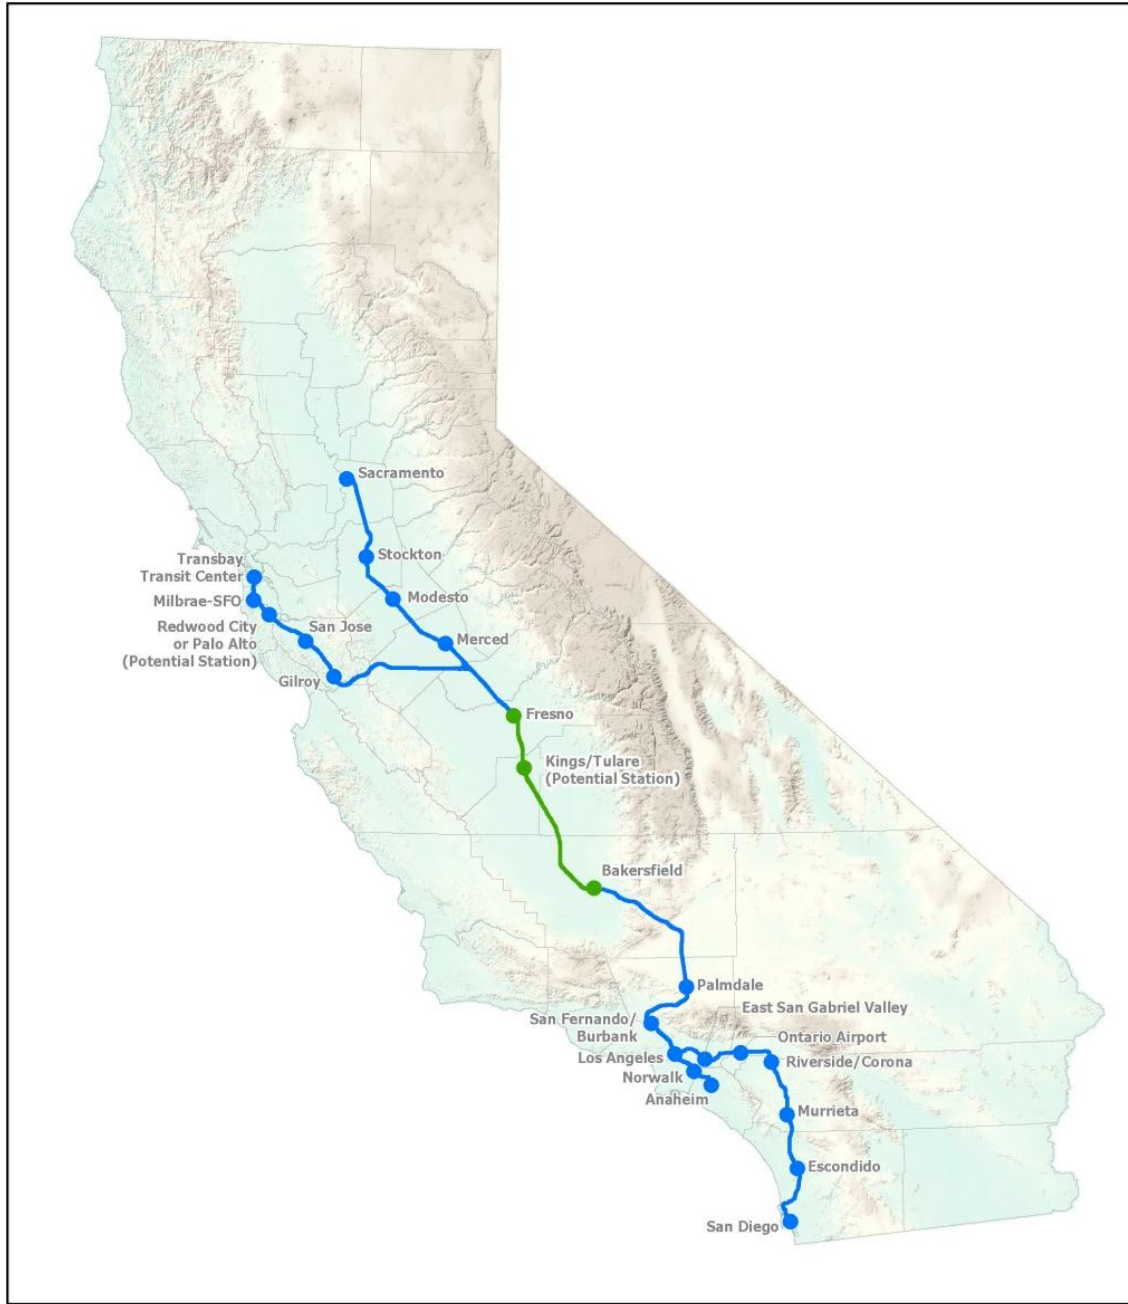 Sacramento
Stockton
Transbay
Transit Center
Milbrae-SFO
Modesto
Redwood City
or Palo Alto
(Potential Station)
San Jose
Merced
Gilroy
Fresno
Kings/Tulare
(Potential Station)
Bakersfield
Palmdale
East San Gabriel Valley
San Fernando/
Burbank
Ontario Airport
Los Angeles
Riverside/Corona
Norwalk
Anaheim
Murrieta
Escondido
San Diego